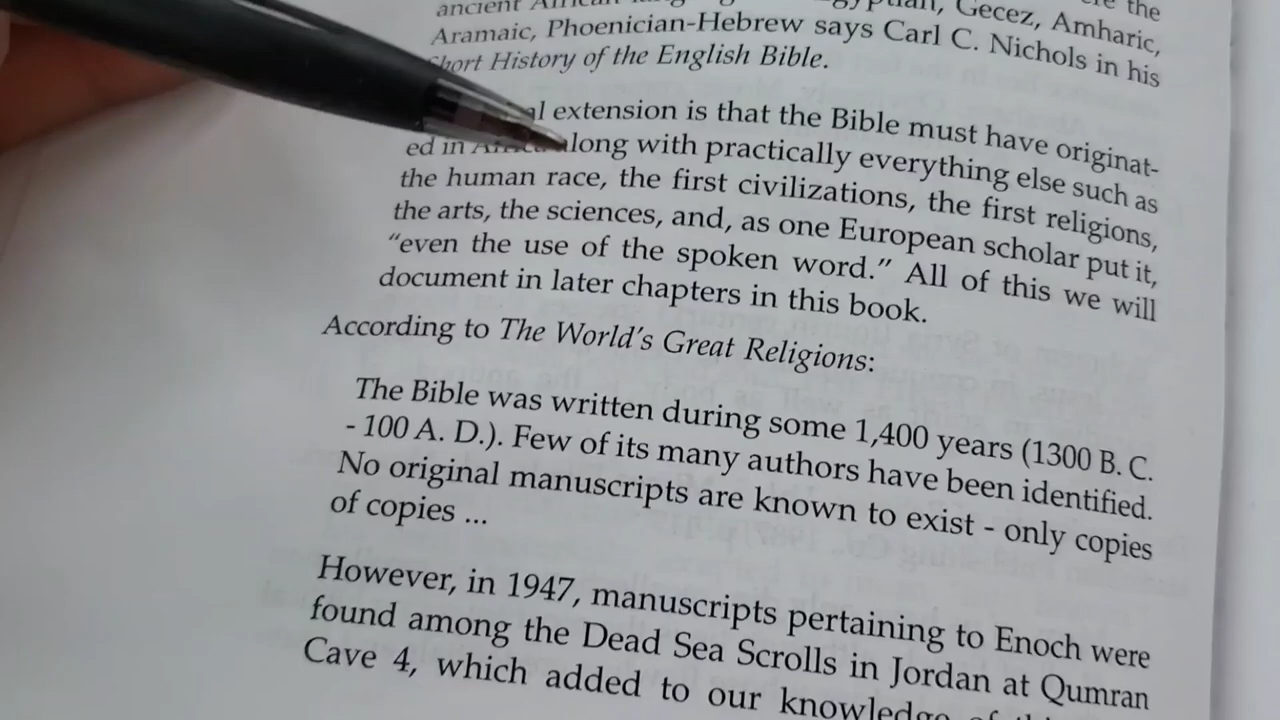 ancient African the
Gecez, Amharic,
Aramaic, Phoenician-Hebrew says Carl C. Nichols in his
Short History of the English Bible.
extension is that the Bible must have originat-
ed in Africa along with practically everything else such as
the human race, the first civilizations, the first religions,
the arts, the sciences, and, as one European scholar put it,
“even the use of the spoken word.” All of this we will
document in later chapters in this book.
According to The World's Great Religions:
The Bible was written during some 1,400 years (1300 B. C.
- 100 A. D.). Few of its many authors have been identified.
No original manuscripts are known to exist - only copies
of copies ...
However, in 1947, manuscripts pertaining to Enoch were
found among the Dead Sea Scrolls in Jordan at Qumran
Cave 4, which added to our knowledge of